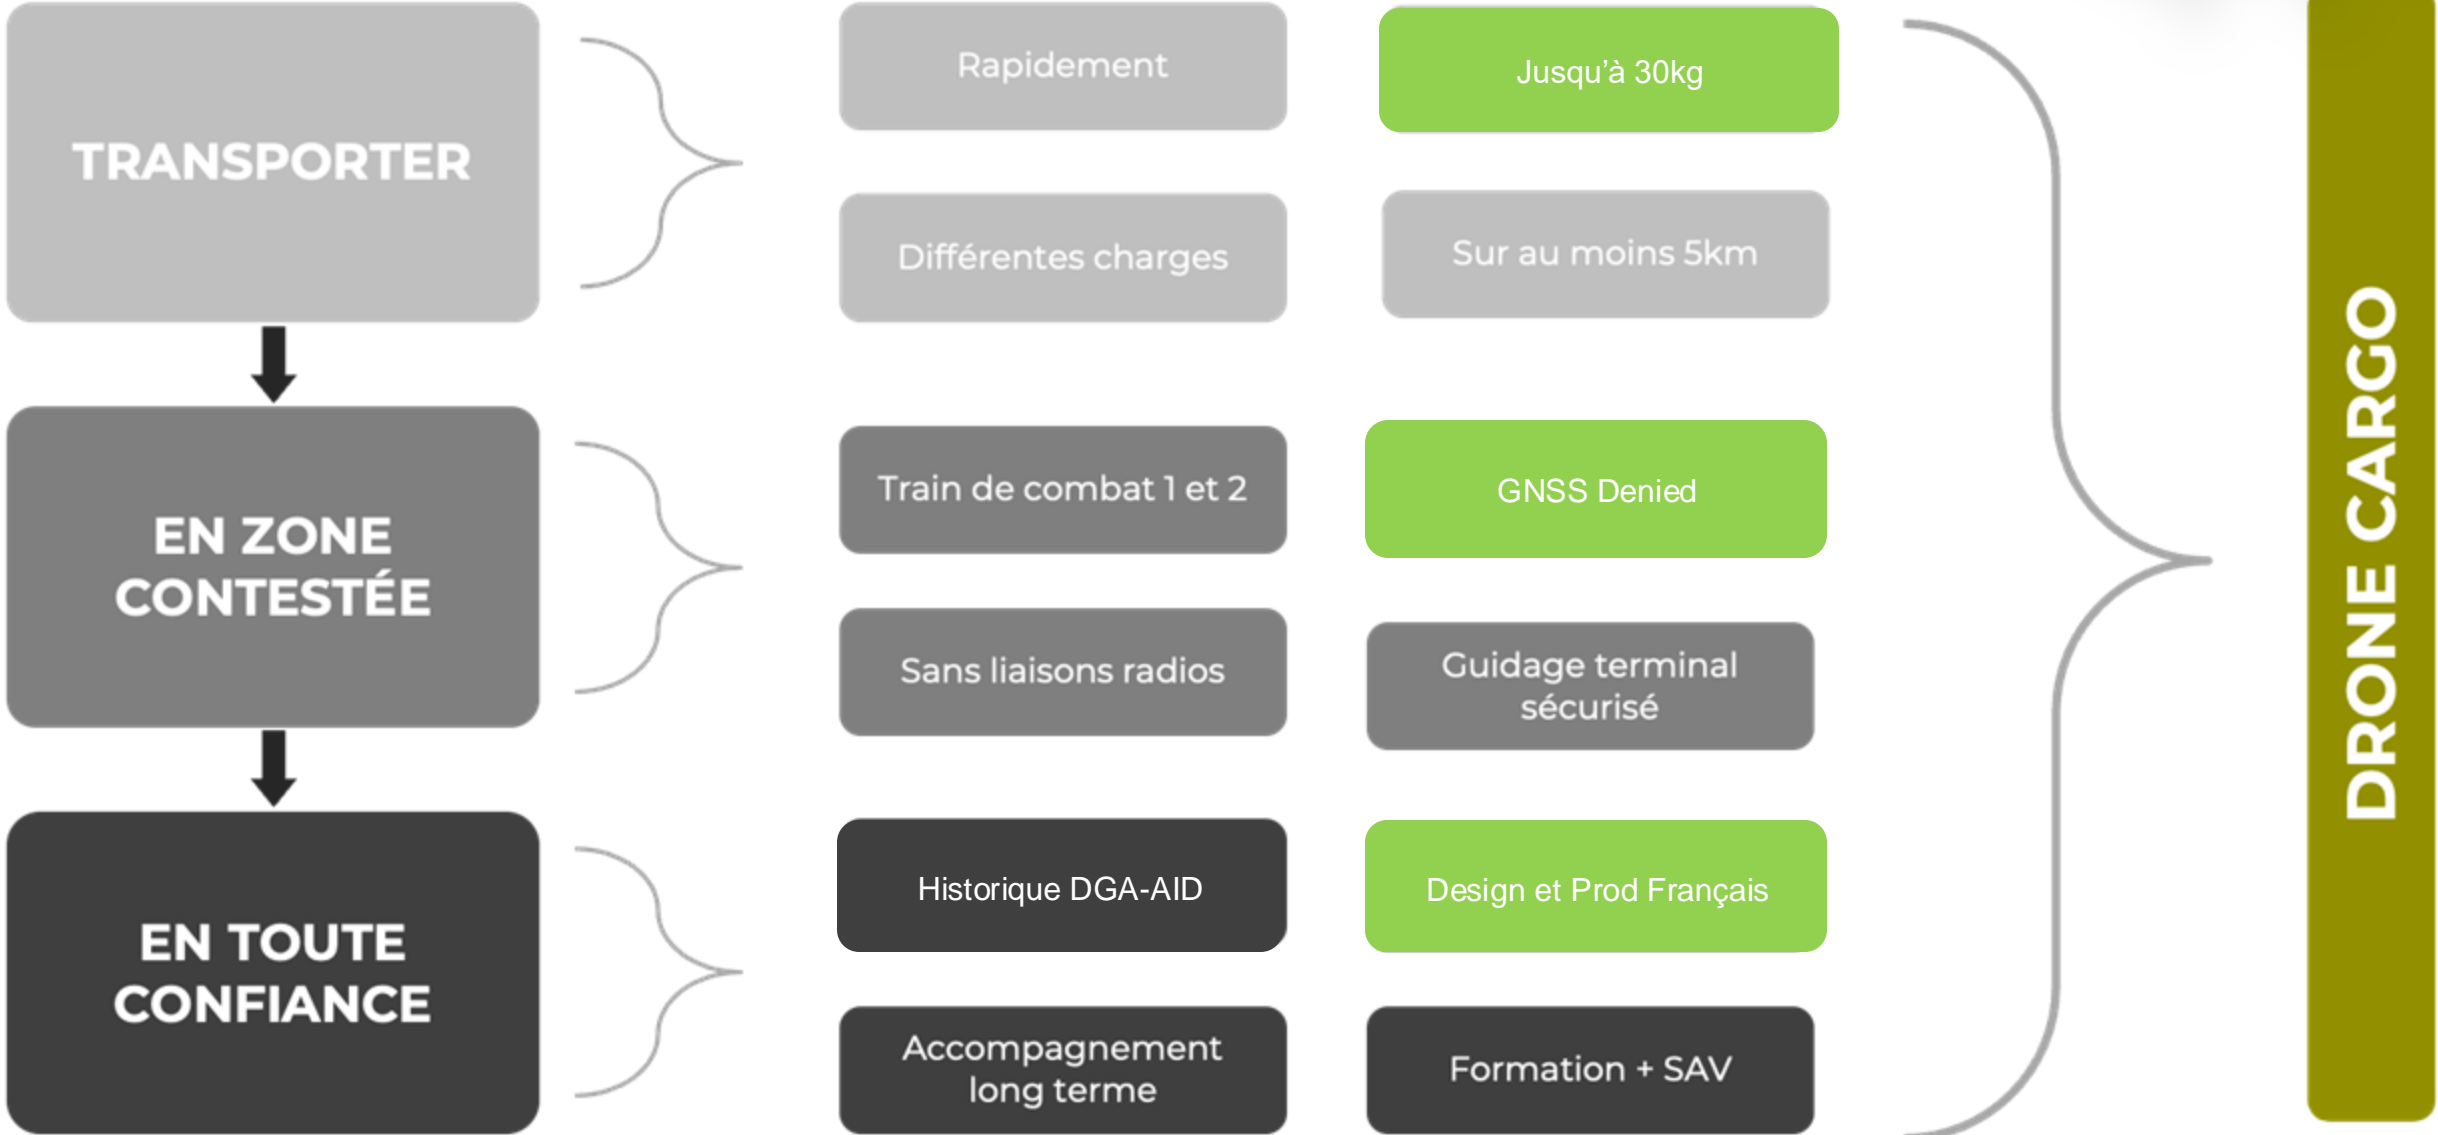 TRANSPORTER
Rapidement
Jusqu’à 30kg
Différentes charges
Sur au moins 5km
EN ZONE
CONTESTÉE
Train de combat 1 et 2
GNSS Denied
Sans liaisons radios
Guidage terminal
sécurisé
EN TOUTE
CONFIANCE
Historique DGA-AID
Design et Prod Français
Accompagnement
long terme
Formation + SAV
DRONE CARGO